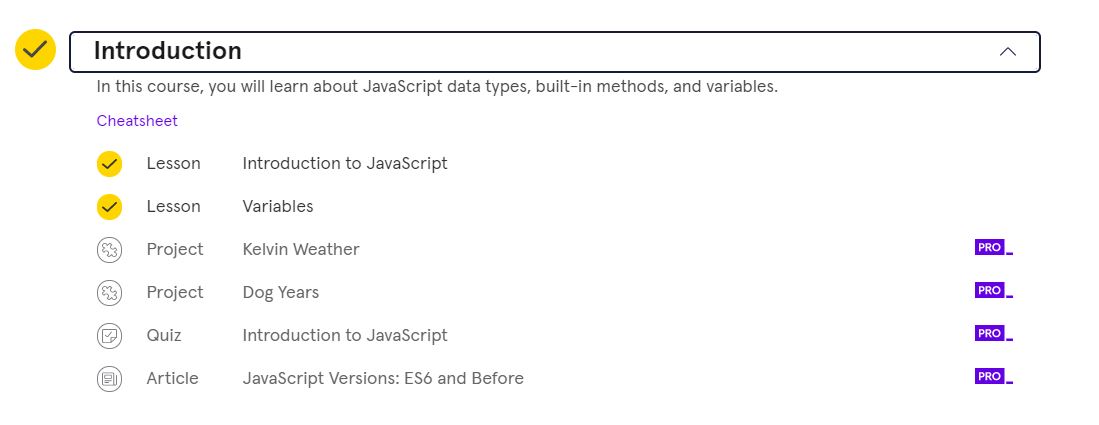 Introduction
In this course, you will learn about JavaScript data types, built-in methods, and variables.
Cheatsheet
Lesson Introduction to JavaScript
Lesson Variables
Project Kelvin Weather PRO
Project Dog Years PRO
Quiz Introduction to JavaScript PRO
Article JavaScript Versions: ES6 and Before PRO